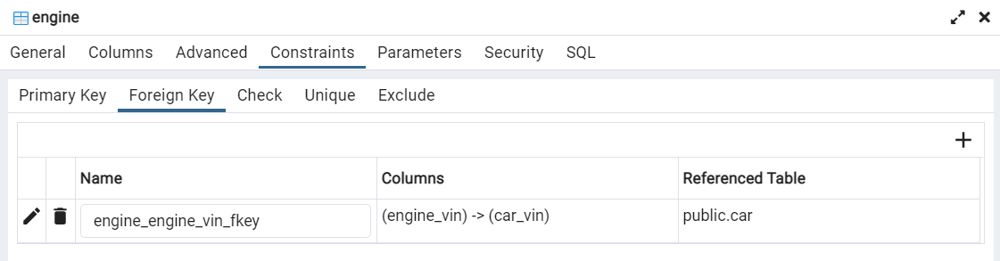 engine
General Columns Advanced Constraints Parameters Security SQL
Primary Key Foreign Key Check Unique Exclude
Name Columns Referenced Table
engine_engine_vin_fkey (engine_vin) -> (car_vin) public.car